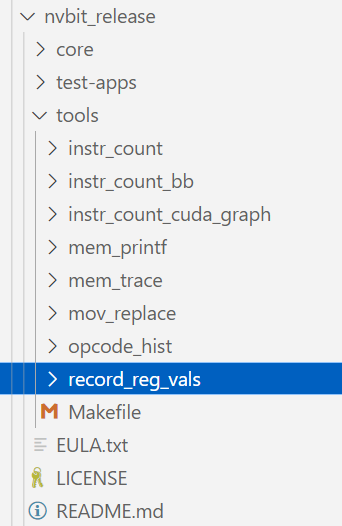 nvbit_release
core
test-apps
tools
instr_count
instr_count_bb
instr_count_cuda_graph
mem_printf
mem_trace
mov_replace
opcode_hist
record_reg_vals
Makefile
EULA.txt
LICENSE
README.md